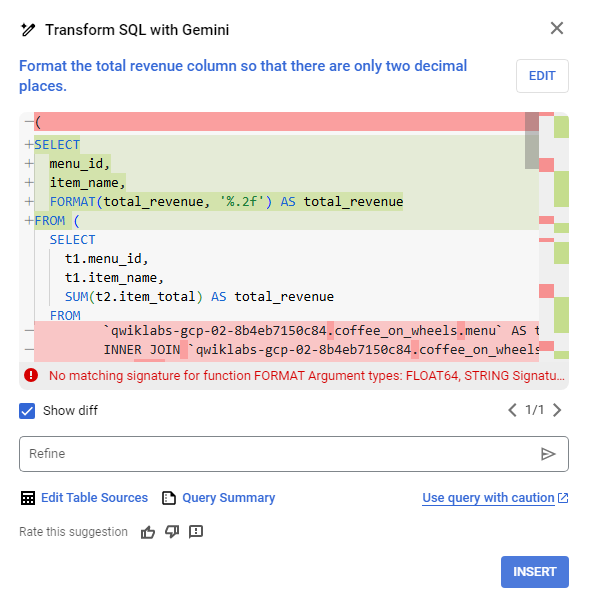 Transform SQL with Gemini
Format the total revenue column so that there are only two decimal
places.
EDIT
−(
+SELECT
+  menu_id,
+  item_name,
+  FORMAT(total_revenue, '%.2f') AS total_revenue
+FROM (
  SELECT
    t1.menu_id,
    t1.item_name,
    SUM(t2.item_total) AS total_revenue
  FROM
−        `qwiklabs-gcp-02-8b4eb7150c84.coffee_on_wheels.menu` AS t
−        INNER JOIN `qwiklabs-gcp-02-8b4eb7150c84.coffee_on_wheels
No matching signature for function FORMAT Argument types: FLOAT64, STRING Signatu...
Show diff
1/1
Refine
Edit Table Sources
Query Summary
Use query with caution
Rate this suggestion
INSERT